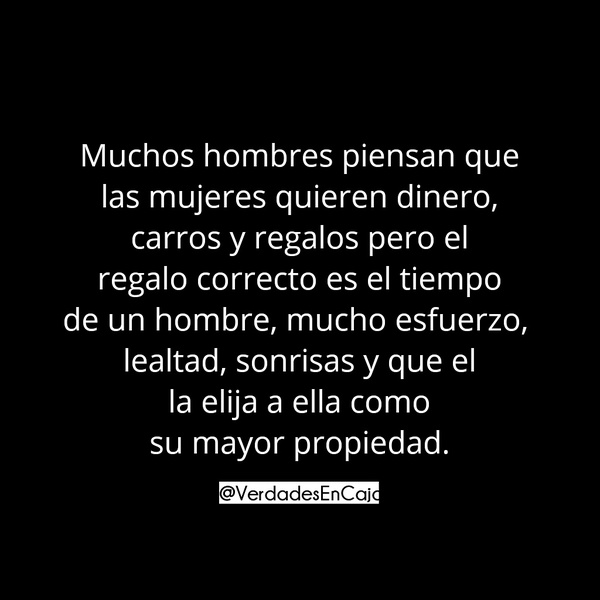 Muchos hombres piensan que
las mujeres quieren dinero,
carros y regalos pero el
regalo correcto es el tiempo
de un hombre, mucho esfuerzo,
lealtad, sonrisas y que el
la elija a ella como
su mayor propiedad.
@VerdadesEnCajo